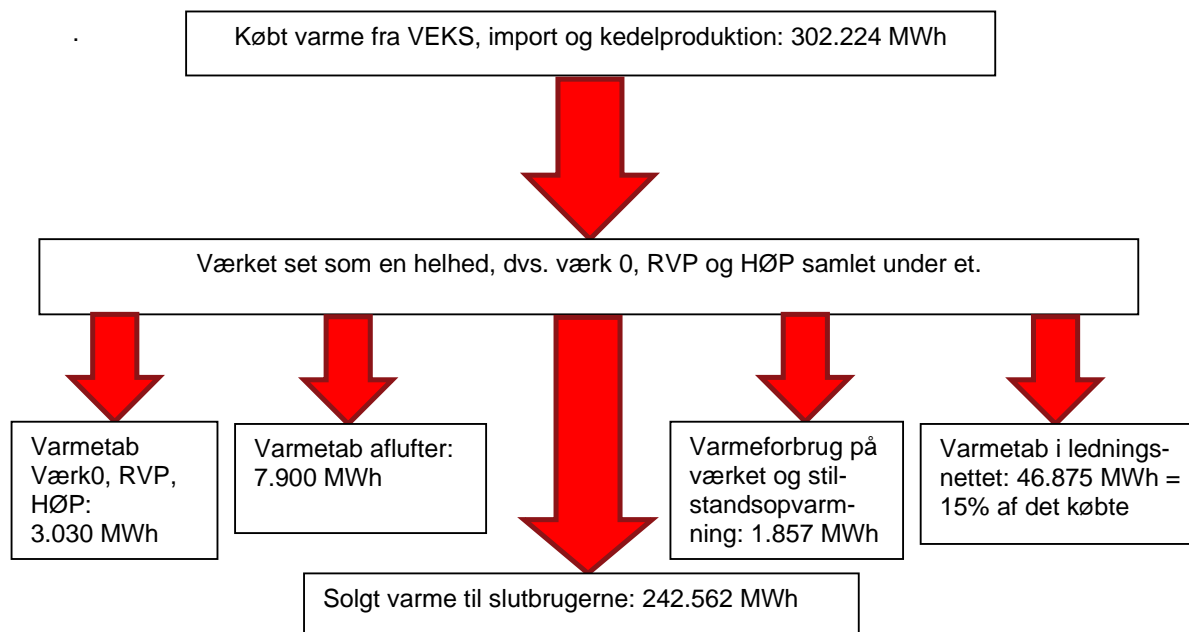 Købt varme fra VEKS, import og kedelproduktion: 302.224 MWh
Værket set som en helhed, dvs. værk 0, RVP og HØP samlet under et.
Varmetab
Værk0, RVP,
HØP:
3.030 MWh
Varmetab aflufter:
7.900 MWh
Varmeforbrug på
værket og stil-
standsopvarm-
ning: 1.857 MWh
Varmetab i lednings-
nettet: 46.875 MWh =
15% af det købte
Solgt varme til slutbrugerne: 242.562 MWh